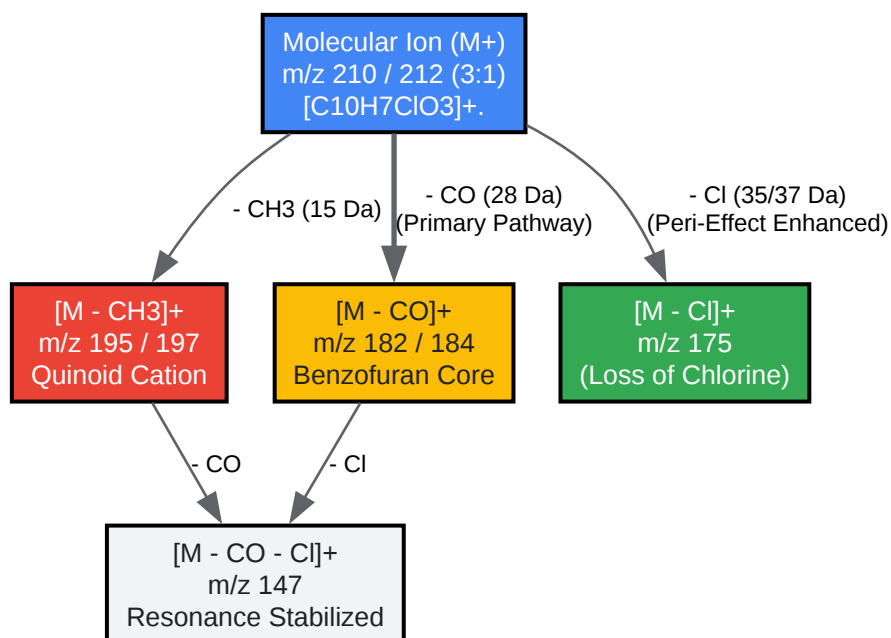 Molecular Ion (M+)
m/z 210 / 212 (3:1)
[C10H7ClO3]+.
- CH3 (15 Da)
- CO (28 Da)
(Primary Pathway)
- Cl (35/37 Da)
(Peri-Effect Enhanced)
[M - CH3]+
m/z 195 / 197
Quinoid Cation
[M - CO]+
m/z 182 / 184
Benzofuran Core
[M - Cl]+
m/z 175
(Loss of Chlorine)
- CO
- Cl
[M - CO - Cl]+
m/z 147
Resonance Stabilized